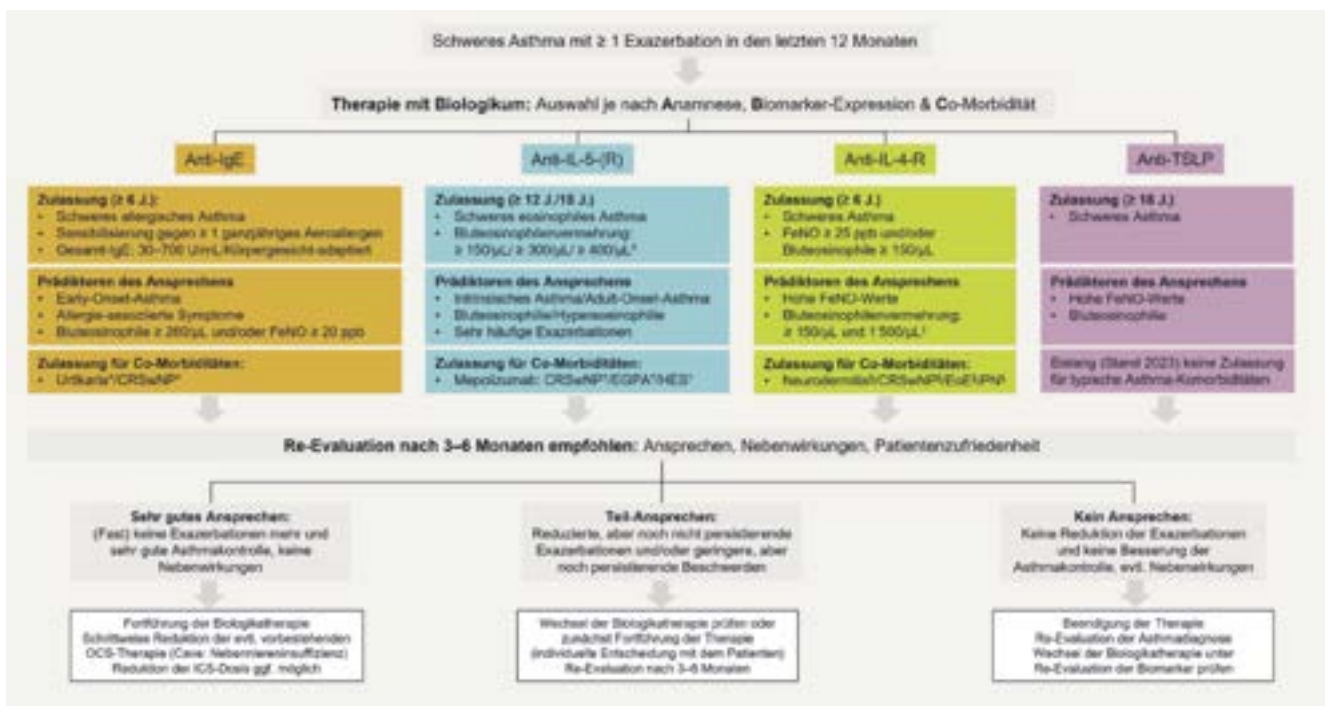 Schweres Asthma mit ≥ 1 Exazerbation in den letzten 12 Monaten
Therapie mit Biologikum: Auswahl je nach Anamnese, Biomarker-Expression & Co-Morbidität
Anti-IgE
Zulassung (≥ 6 J.):
• Schweres allergisches Asthma
• Sensibilisierung gegen ≥ 1 ganzjähriges Aeroallergen
• Gesamt-IgE: 30–700 U/mL/Körpergewicht-adaptiert
Prädiktoren des Ansprechens
• Early-Onset-Asthma
• Allergie-assoziierte Symptome
• Bluteosinophile ≥ 260/µL und/oder FeNO ≥ 20 ppb
Zulassung für Co-Morbiditäten:
• Urtikaria/CRSwNP
Anti-IL-5-(R)
Zulassung (≥ 12 J./18 J.)
• Schweres eosinophiles Asthma
• Bluteosinophilenvermehrung:
≥ 150/µL/ ≥ 300/µL/ ≥ 400/µL
Prädiktoren des Ansprechens
• Intrinsisches Asthma/Adult-Onset-Asthma
• Bluteosinophilie/Hypereosinophilie
• Sehr häufige Exazerbationen
Zulassung für Co-Morbiditäten:
• Mepolizumab: CRSwNP/EGPA/HES
Anti-IL-4-R
Zulassung (≥ 6 J.)
• Schweres Asthma
• FeNO ≥ 25 ppb und/oder
Bluteosinophile ≥ 150/µL
Prädiktoren des Ansprechens
• Hohe FeNO-Werte
• Bluteosinophilenvermehrung:
≥ 150/µL und 1 500/µL
Zulassung für Co-Morbiditäten:
• Neurodermitis/CRSwNP/EoE/PN
Anti-TSLP
Zulassung (≥ 18 J.)
• Schweres Asthma
Prädiktoren des Ansprechens
• Hohe FeNO-Werte
• Bluteosinophilie
Bislang (Stand 2023) keine Zulassung
für typische Asthma-Komorbiditäten
Re-Evaluation nach 3–6 Monaten empfohlen: Ansprechen, Nebenwirkungen, Patientenzufriedenheit
Sehr gutes Ansprechen:
(Fast) keine Exazerbationen mehr und
sehr gute Asthmakontrolle, keine
Nebenwirkungen
Fortführung der Biologikatherapie
Schrittweise Reduktion der evtl. vorbestehenden
OCS-Therapie (Cave: Nebenniereninsuffizienz)
Reduktion der ICS-Dosis ggf. möglich
Teil-Ansprechen:
Reduzierte, aber noch nicht persistierende
Exazerbationen und/oder geringere, aber
noch persistierende Beschwerden
Wechsel der Biologikatherapie prüfen oder
zunächst Fortführung der Therapie
(individuelle Entscheidung mit dem Patienten)
Re-Evaluation nach 3–6 Monaten
Kein Ansprechen:
Keine Reduktion der Exazerbationen
und keine Besserung der
Asthmakontrolle, evtl. Nebenwirkungen
Beendigung der Therapie
Re-Evaluation der Asthmadiagnose
Wechsel der Biologikatherapie unter
Re-Evaluation der Biomarker prüfen